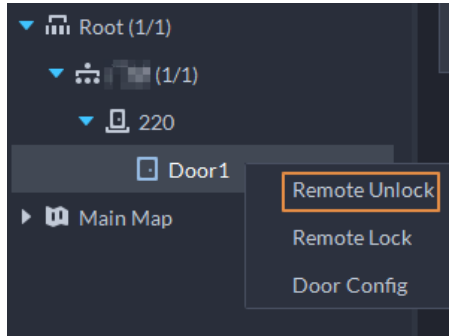 Root (1/1)
(1/1)
220
Door1
Remote Unlock
Main Map
Remote Lock
Door Config